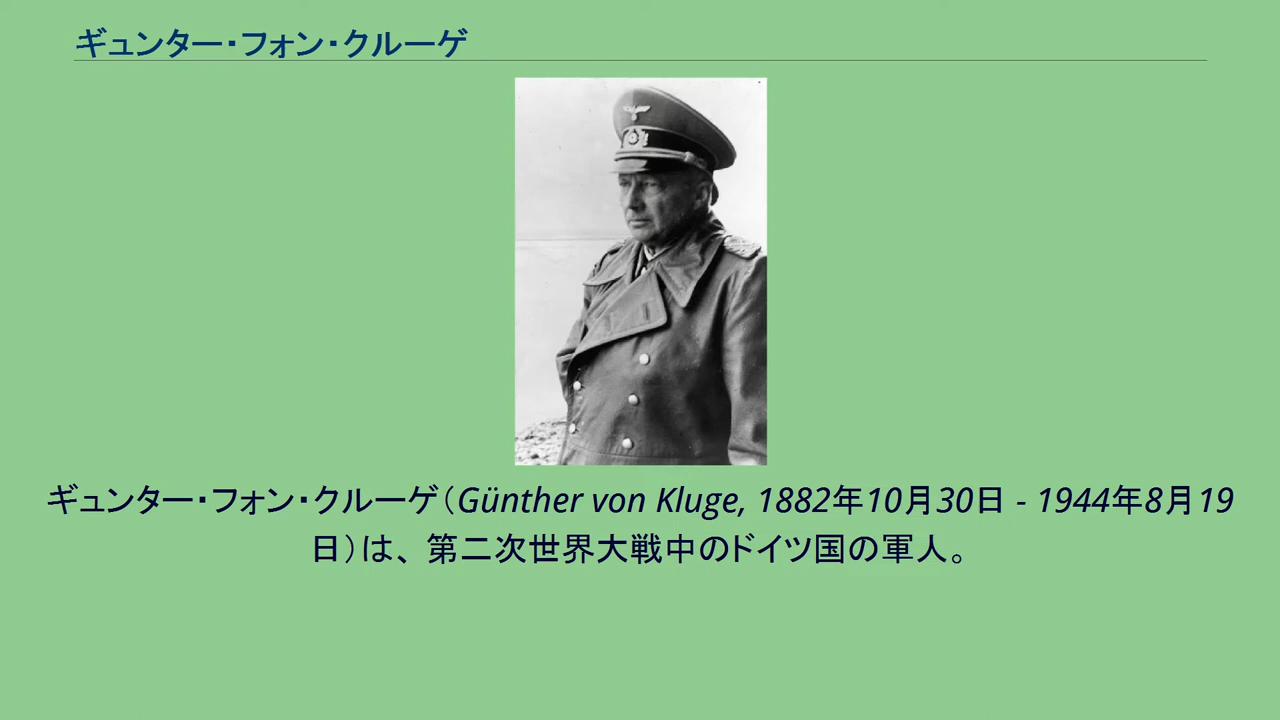 ギュンター・フォン・クルーゲ
ギュンター・フォン・クルーゲ（Günther von Kluge, 1882年10月30日 - 1944年8月19
日）は、第二次世界大戦中のドイツ国の軍人。